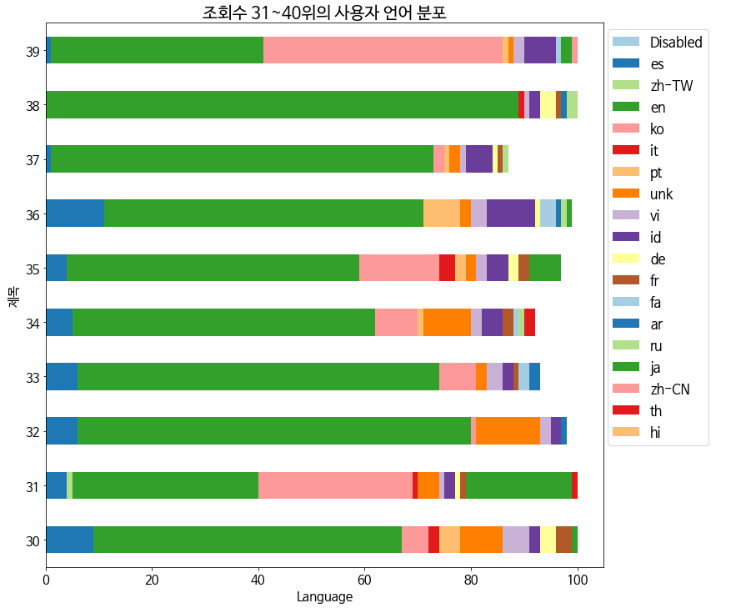 조회수 31~40위의 사용자 언어 분포
제목
39
38
37
36
35
34
33
32
31
30
0 20 40 60 80 100
Language
Disabled
es
zh-TW
en
ko
it
pt
unk
vi
id
de
fr
fa
ar
ru
ja
zh-CN
th
hi